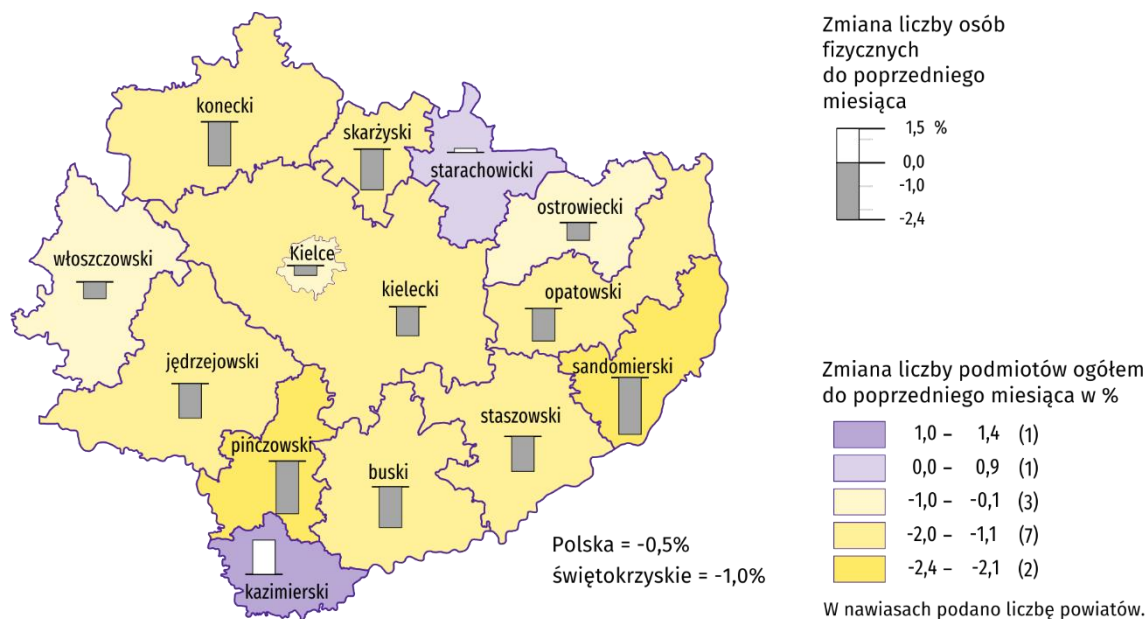 konecki
skarżyski
starachowicki
ostrowiecki
włoszczowski
Kielce
kielecki
opatowski
jędrzejowski
sandomierski
staszowski
pińczowski
buski
kazimierski
Polska = -0,5%
świętokrzyskie = -1,0%
Zmiana liczby osób
fizycznych
do poprzedniego
miesiąca
1,5 %
0,0
-1,0
-2,4
Zmiana liczby podmiotów ogółem
do poprzedniego miesiąca w %
1,0 – 1,4 (1)
0,0 – 0,9 (1)
-1,0 – -0,1 (3)
-2,0 – -1,1 (7)
-2,4 – -2,1 (2)
W nawiasach podano liczbę powiatów.